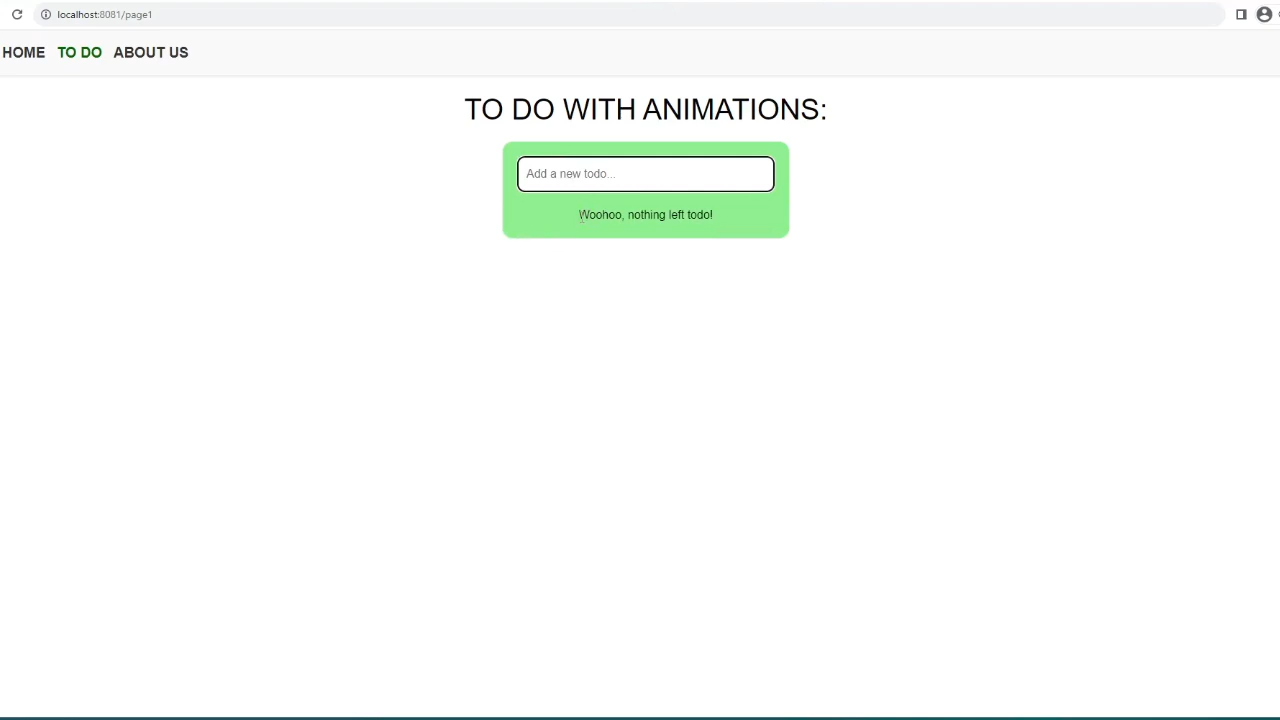 localhost:8081/page1
HOME TO DO ABOUT US
TO DO WITH ANIMATIONS:
Add a new todo...
Woohoo, nothing left todo!